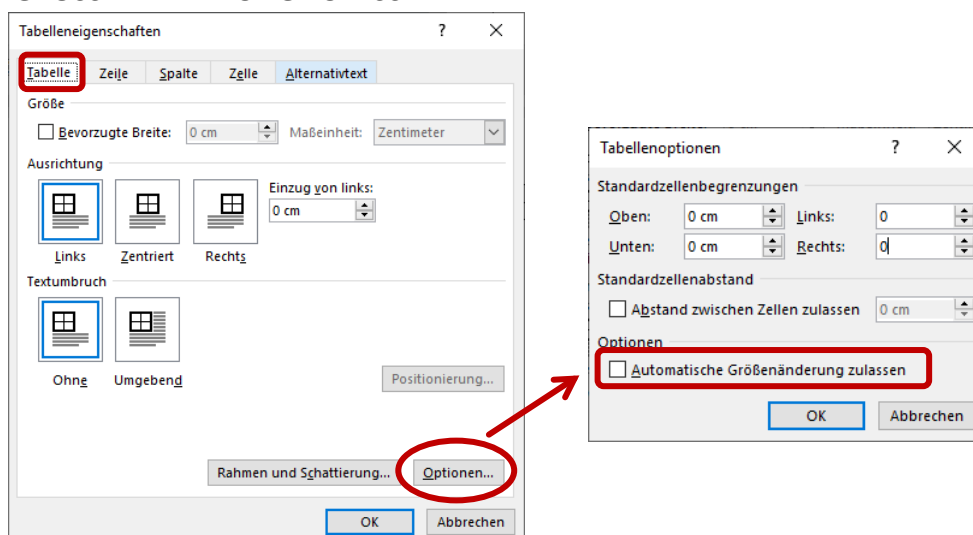 Tabelleneigenschaften ? ×
Tabelle Zeile Spalte Zelle Alternativtext
Größe
Bevorzugte Breite: 0 cm Maßeinheit: Zentimeter
Ausrichtung
Einzug von links:
0 cm
Links Zentriert Rechts
Textumbruch
Ohne Umgebend
Positionierung...
Rahmen und Schattierung... Optionen...
OK Abbrechen
Tabellenoptionen ? ×
Standardzellenbegrenzungen
Oben: 0 cm Links: 0
Unten: 0 cm Rechts: 0
Standardzellenabstand
Abstand zwischen Zellen zulassen 0 cm
Optionen
Automatische Größenänderung zulassen
OK Abbrechen